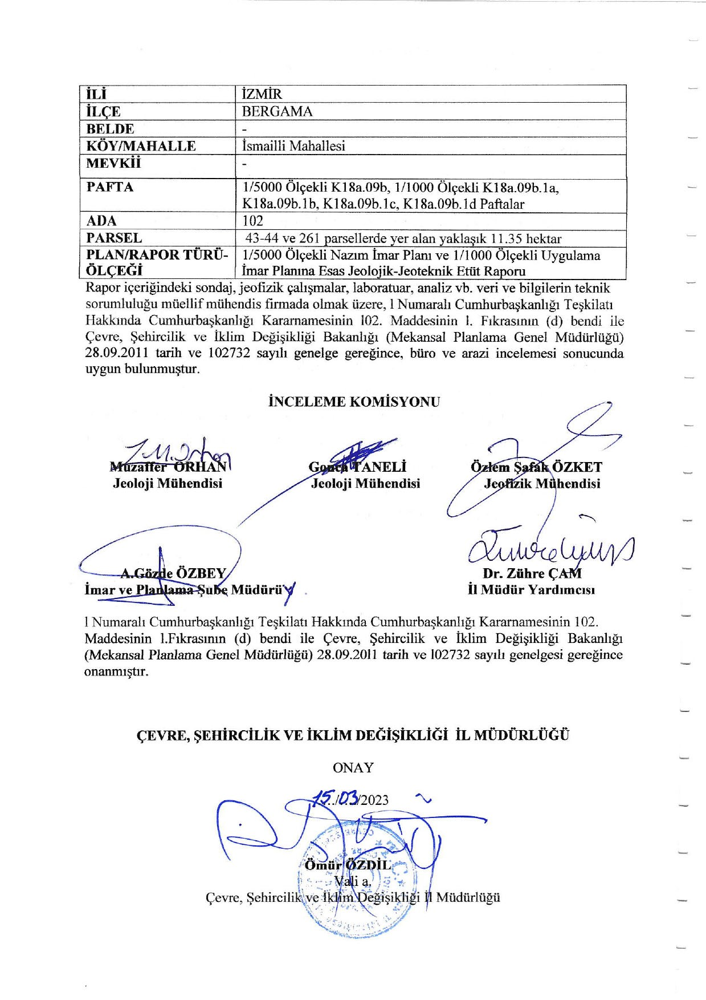 İLİ İZMİR
İLÇE BERGAMA
BELDE -
KÖY/MAHALLE İsmailli Mahallesi
MEVKİİ -
PAFTA 1/5000 Ölçekli K18a.09b, 1/1000 Ölçekli K18a.09b.1a,
K18a.09b.1b, K18a.09b.1c, K18a.09b.1d Paftalar
ADA 102
PARSEL 43-44 ve 261 parsellerde yer alan yaklaşık 11.35 hektar
PLAN/RAPOR TÜRÜ- 1/5000 Ölçekli Nazım İmar Planı ve 1/1000 Ölçekli Uygulama
ÖLÇEĞİ İmar Planına Esas Jeolojik-Jeoteknik Etüt Raporu
Rapor içeriğindeki sondaj, jeofizik çalışmalar, laboratuar, analiz vb. veri ve bilgilerin teknik
sorumluluğu müellif mühendis firmada olmak üzere, 1 Numaralı Cumhurbaşkanlığı Teşkilatı
Hakkında Cumhurbaşkanlığı Kararnamesinin 102. Maddesinin 1. Fıkrasının (d) bendi ile
Çevre, Şehircilik ve İklim Değişikliği Bakanlığı (Mekansal Planlama Genel Müdürlüğü)
28.09.2011 tarih ve 102732 sayılı genelge gereğince, büro ve arazi incelemesi sonucunda
uygun bulunmuştur.
İNCELEME KOMİSYONU
Muzaffer ORHAN Gonca TANELİ Özlem Şafak ÖZKET
Jeoloji Mühendisi Jeoloji Mühendisi Jeofizik Mühendisi
A.Gözde ÖZBEY Dr. Zühre ÇAM
İmar ve Planlama Şube Müdürü İl Müdür Yardımcısı
1 Numaralı Cumhurbaşkanlığı Teşkilatı Hakkında Cumhurbaşkanlığı Kararnamesinin 102.
Maddesinin 1.Fıkrasının (d) bendi ile Çevre, Şehircilik ve İklim Değişikliği Bakanlığı
(Mekansal Planlama Genel Müdürlüğü) 28.09.2011 tarih ve 102732 sayılı genelgesi gereğince
onanmıştır.
ÇEVRE, ŞEHİRCİLİK VE İKLİM DEĞİŞİKLİĞİ İL MÜDÜRLÜĞÜ
ONAY
15/03/2023
Ömür ÖZDİL
Vali a.
Çevre, Şehircilik ve İklim Değişikliği İl Müdürlüğü